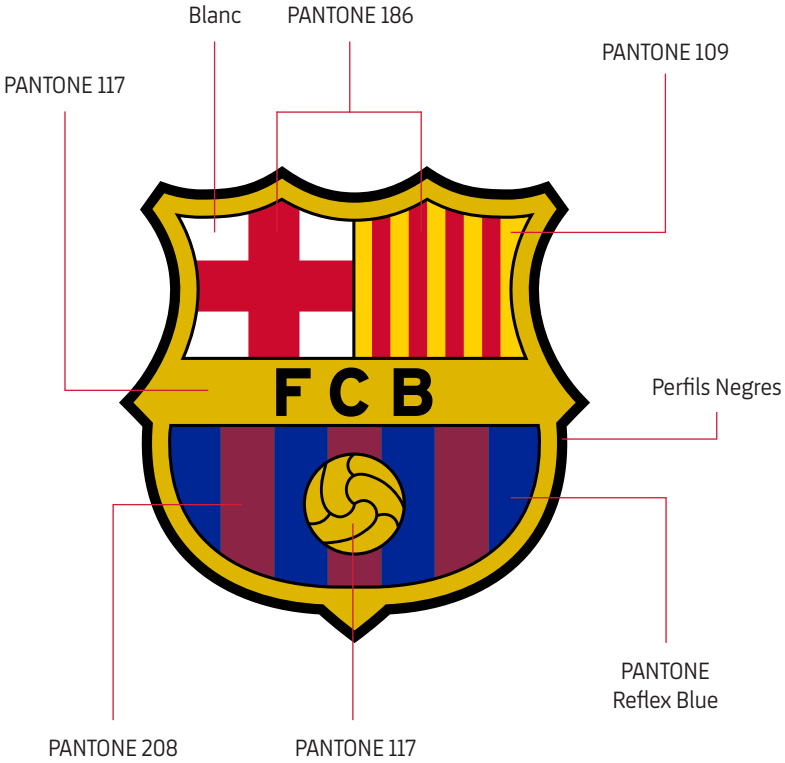 Blanc
PANTONE 186
PANTONE 109
PANTONE 117
FCB
Perfils Negres
PANTONE
Reflex Blue
PANTONE 208
PANTONE 117